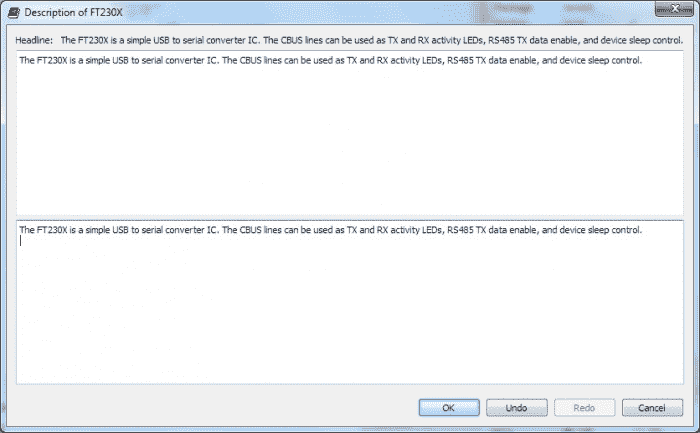 Description of FT230X
Headline: The FT230X is a simple USB to serial converter IC. The CBUS lines can be used as TX and RX activity LEDs, RS485 TX data enable, and device sleep control.
The FT230X is a simple USB to serial converter IC. The CBUS lines can be used as TX and RX activity LEDs, RS485 TX data enable, and device sleep control.
The FT230X is a simple USB to serial converter IC. The CBUS lines can be used as TX and RX activity LEDs, RS485 TX data enable, and device sleep control.
OK Undo Redo Cancel